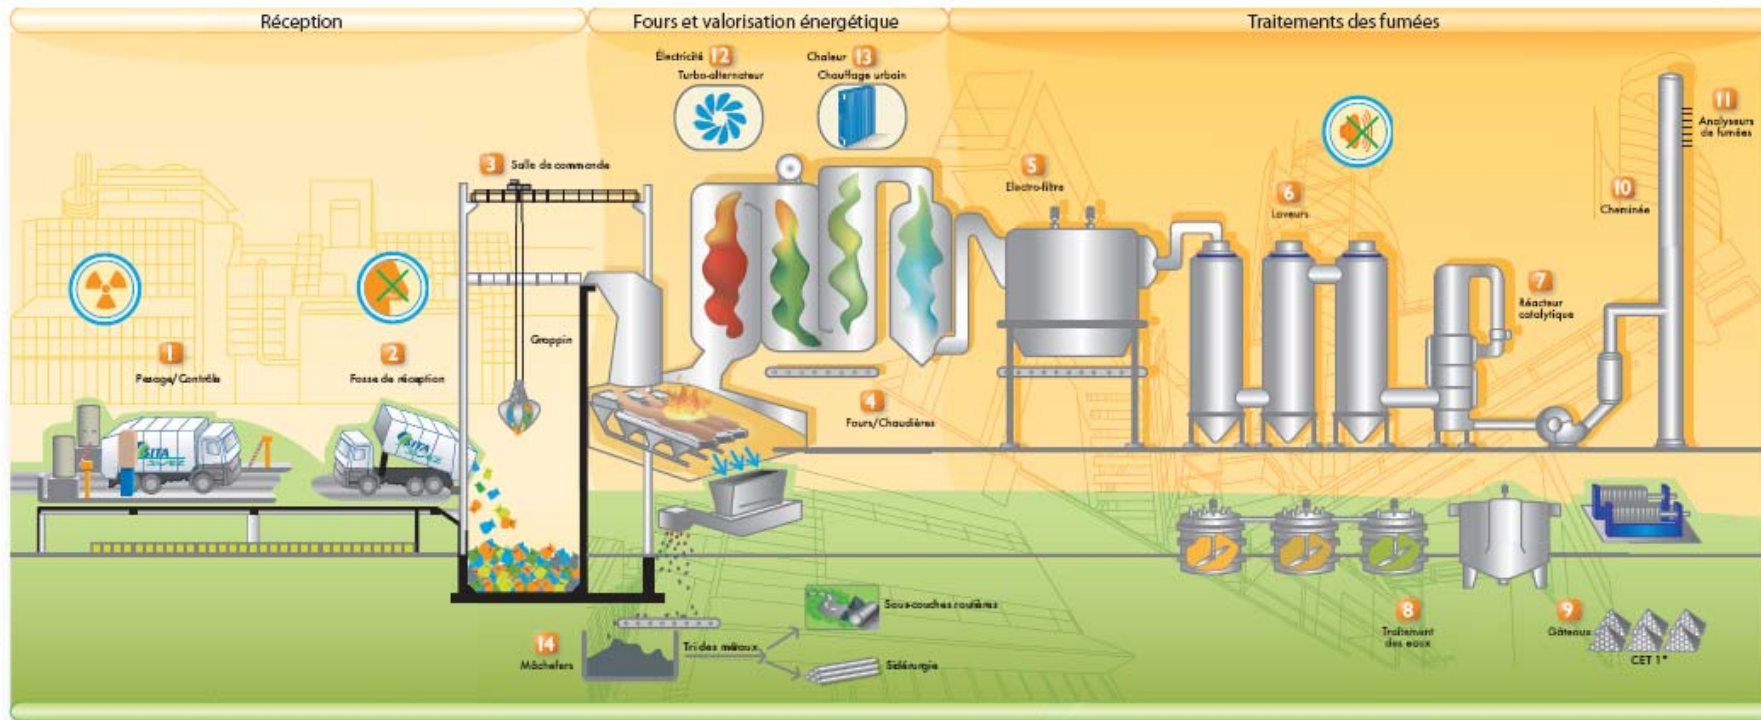 Réception
Fours et valorisation énergétique
Traitements des fumées
Électricité 12
Turbo-alternateur
Chaleur 13
Chauffage urbain
11
Analyseurs
de fumées
3 Salle de commande
5
Electro-filtre
6
Laveurs
10
Cheminée
7
Réacteur
catalytique
1
Pesage/Contrôle
2
Fosse de réception
Grappin
4
Fours/Chaudières
SITA
SITA
8
Traitement
des eaux
9
Gâteaux
CET 1*
14
Mâchefers
Tri des métaux
Sous-couches routières
Sidérurgie